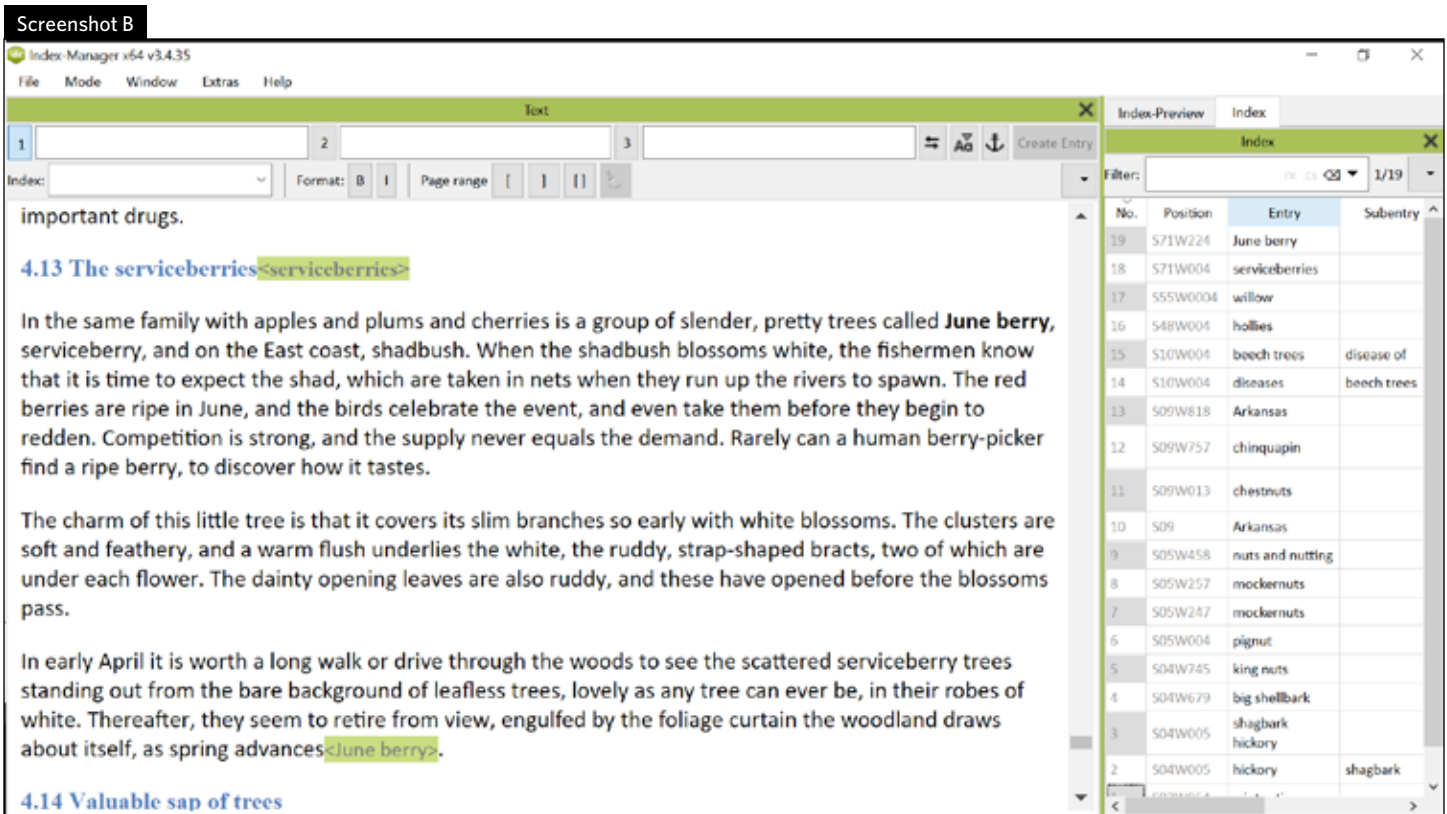 Screenshot B
Index-Manager x64 v3.4.35
File Mode Window Extras Help
Text
Index-Preview Index
1 2 3 Create Entry
Index
Index: Format: B I Page range [ ] []
Filter: 1/19
important drugs.
4.13 The serviceberries<serviceberries>
In the same family with apples and plums and cherries is a group of slender, pretty trees called June berry,
serviceberry, and on the East coast, shadbush. When the shadbush blossoms white, the fishermen know
that it is time to expect the shad, which are taken in nets when they run up the rivers to spawn. The red
berries are ripe in June, and the birds celebrate the event, and even take them before they begin to
redden. Competition is strong, and the supply never equals the demand. Rarely can a human berry-picker
find a ripe berry, to discover how it tastes.
The charm of this little tree is that it covers its slim branches so early with white blossoms. The clusters are
soft and feathery, and a warm flush underlies the white, the ruddy, strap-shaped bracts, two of which are
under each flower. The dainty opening leaves are also ruddy, and these have opened before the blossoms
pass.
In early April it is worth a long walk or drive through the woods to see the scattered serviceberry trees
standing out from the bare background of leafless trees, lovely as any tree can ever be, in their robes of
white. Thereafter, they seem to retire from view, engulfed by the foliage curtain the woodland draws
about itself, as spring advances<June berry>.
4.14 Valuable sap of trees
No. Position Entry Subentry
19 S71W224 June berry
18 S71W004 serviceberries
17 S55W0004 willow
16 S48W004 hollies
15 S10W004 beech trees disease of
14 S10W004 diseases beech trees
13 S09W818 Arkansas
12 S09W757 chinquapin
11 S09W013 chestnuts
10 S09 Arkansas
9 S05W458 nuts and nutting
8 S05W257 mockernuts
7 S05W247 mockernuts
6 S05W004 pignut
5 S04W745 king nuts
4 S04W679 big shellbark
3 S04W005 shagbark
hickory
2 S04W005 hickory shagbark